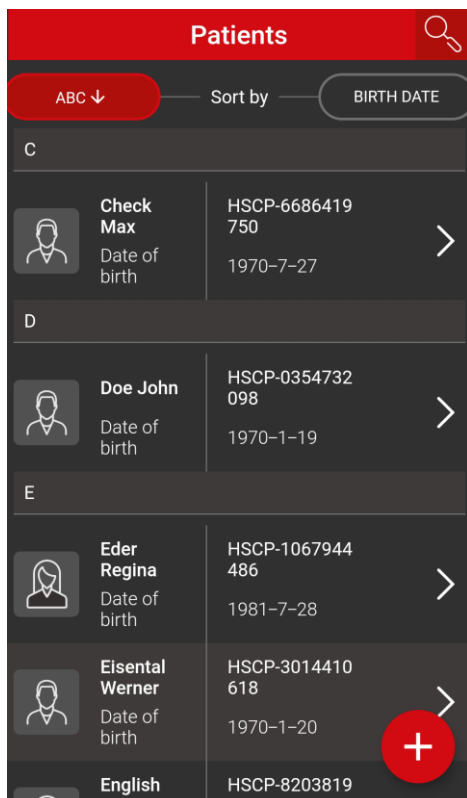 Patients
ABC ↓ Sort by BIRTH DATE
C
Check
Max
HSCP-6686419
750
Date of
birth
1970-7-27
D
Doe John
HSCP-0354732
098
Date of
birth
1970-1-19
E
Eder
Regina
HSCP-1067944
486
Date of
birth
1981-7-28
Eisental
Werner
HSCP-3014410
618
Date of
birth
1970-1-20
English
HSCP-8203819